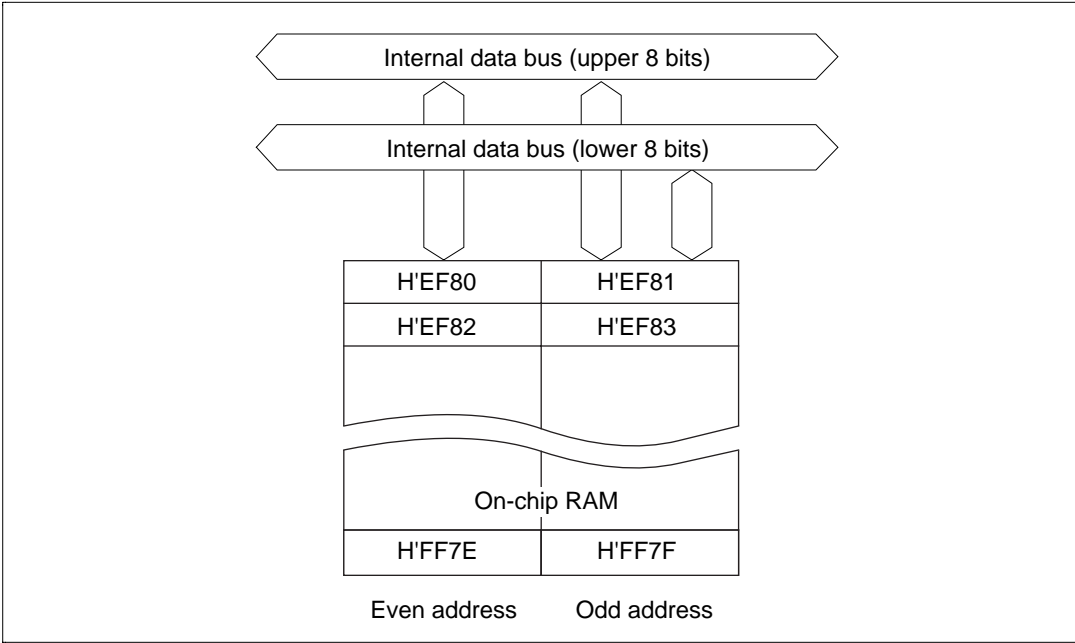 Internal data bus (upper 8 bits)
Internal data bus (lower 8 bits)
H'EF80 H'EF81
H'EF82 H'EF83
On-chip RAM
H'FF7E H'FF7F
Even address Odd address